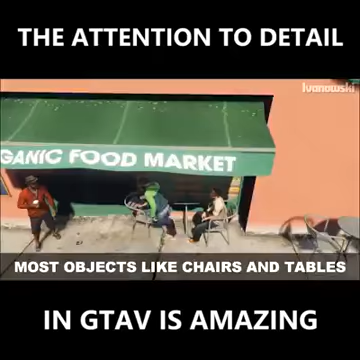 THE ATTENTION TO DETAIL
Ivanowski
GANIC FOOD MARKET
MOST OBJECTS LIKE CHAIRS AND TABLES
IN GTAV IS AMAZING